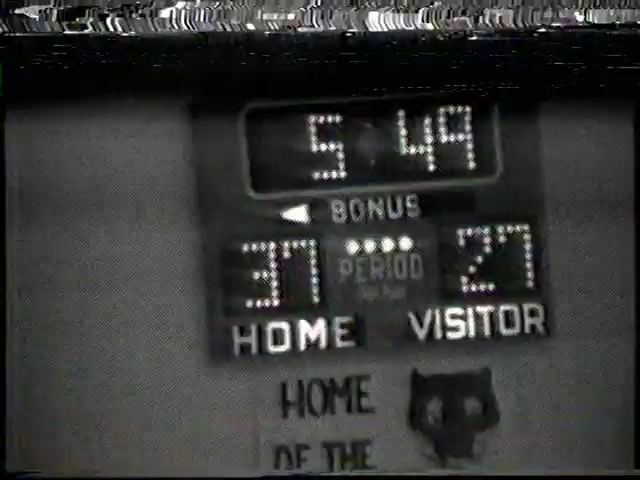 5 49
BONUS
37 PERIOD 27
HOME VISITOR
HOME
OF THE